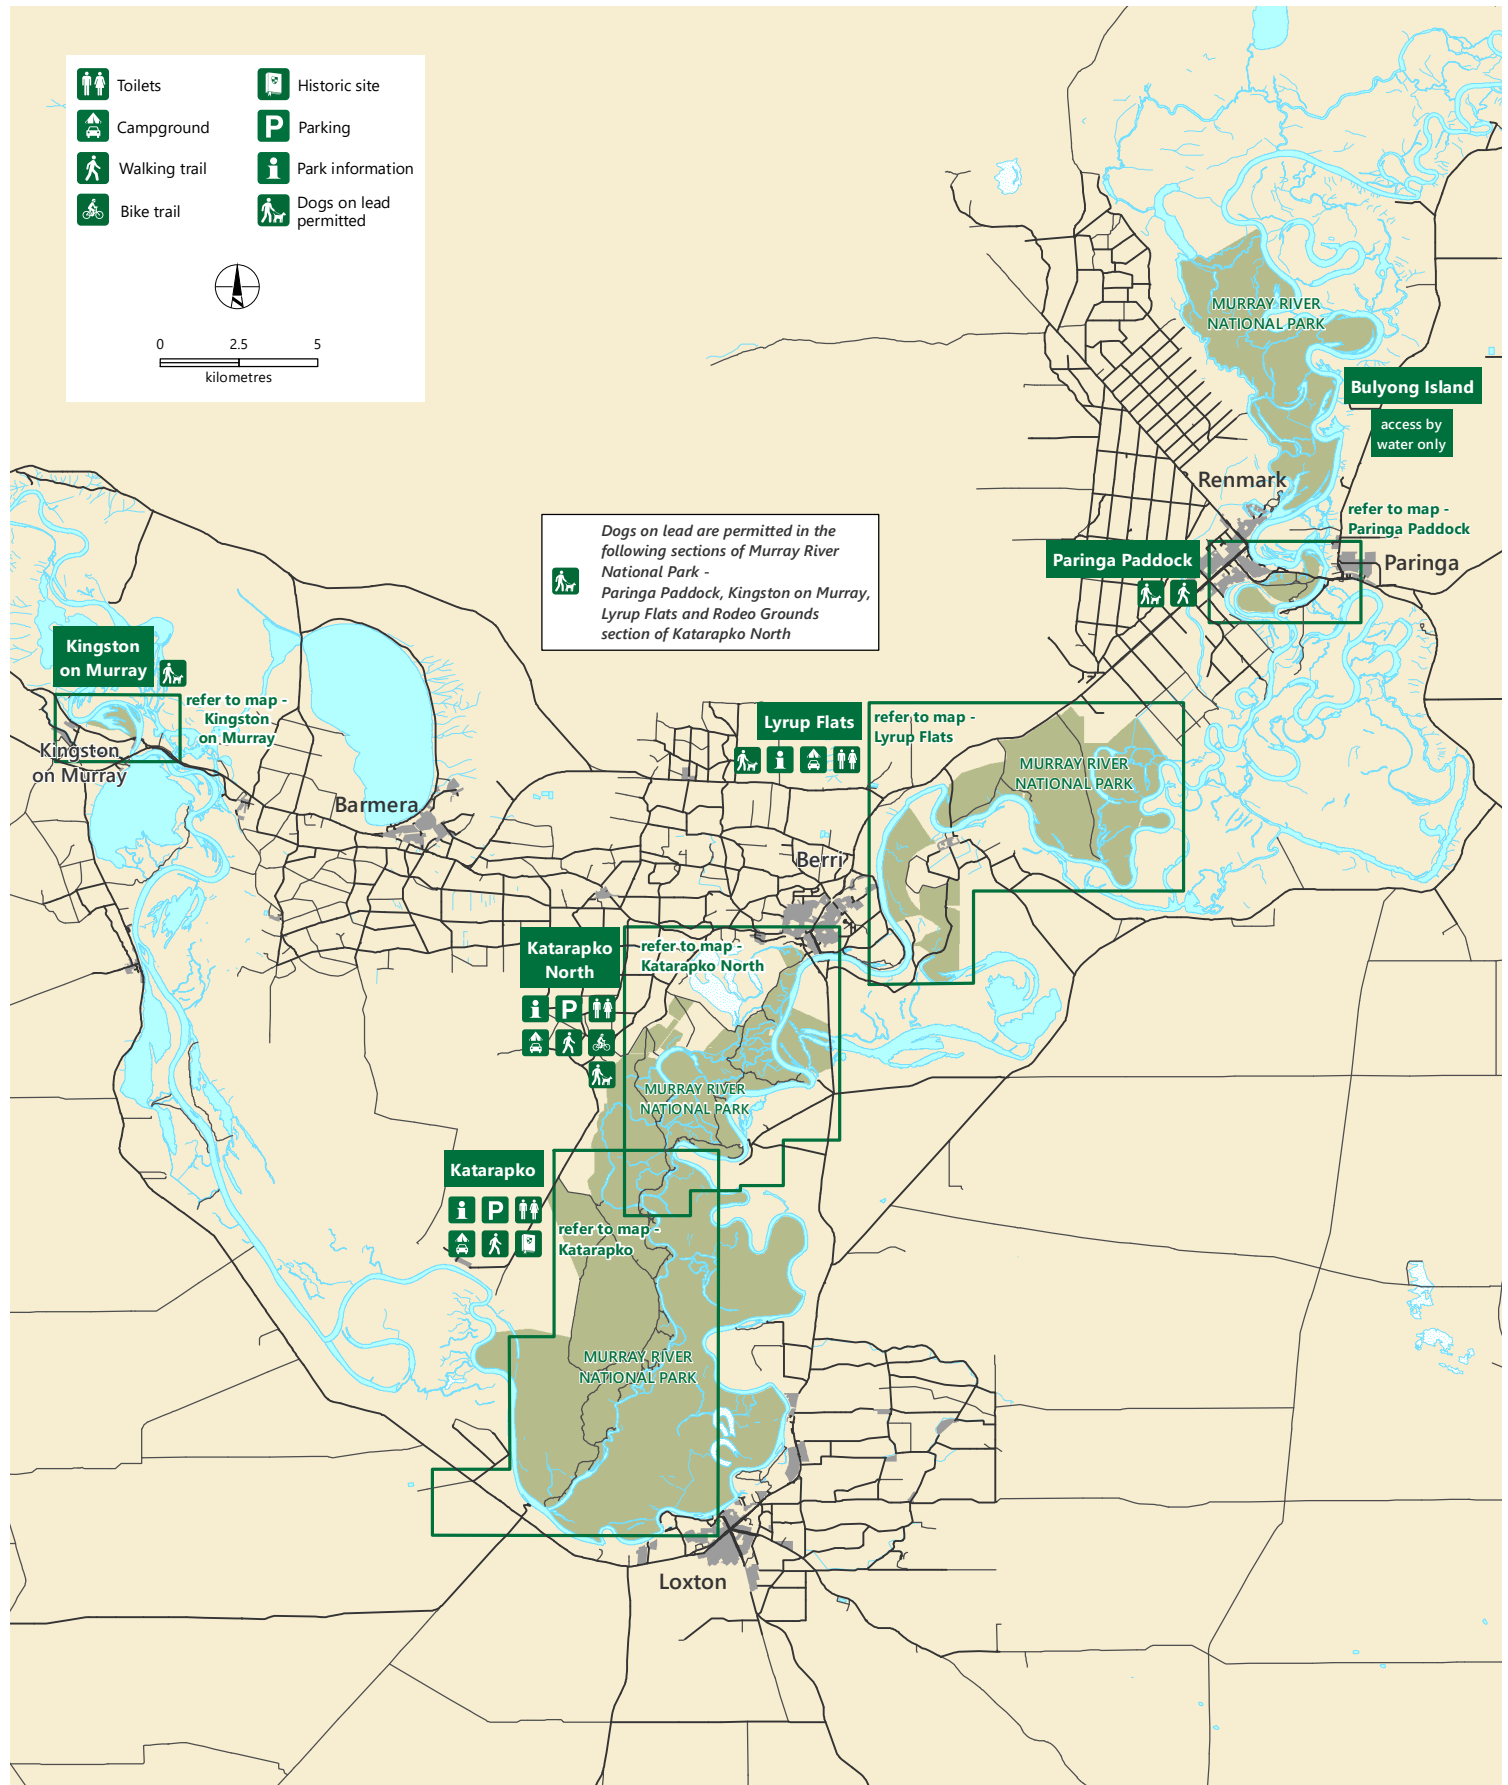 Toilets
Historic site
Campground
P
Parking
Walking trail
Park information
Bike trail
Dogs on lead
permitted
0 2.5 5
kilometres
MURRAY RIVER
NATIONAL PARK
Bulyong Island
access by
water only
Renmark
refer to map -
Paringa Paddock
Paringa Paddock
Paringa
Dogs on lead are permitted in the
following sections of Murray River
National Park -
Paringa Paddock, Kingston on Murray,
Lyrup Flats and Rodeo Grounds
section of Katarapko North
Kingston
on Murray
refer to map -
Kingston
on Murray
Kingston
on Murray
Barmera
Lyrup Flats
refer to map -
Lyrup Flats
MURRAY RIVER
NATIONAL PARK
Berri
Katarapko
North
refer to map -
Katarapko North
P
MURRAY RIVER
NATIONAL PARK
Katarapko
P
refer to map -
Katarapko
MURRAY RIVER
NATIONAL PARK
Loxton